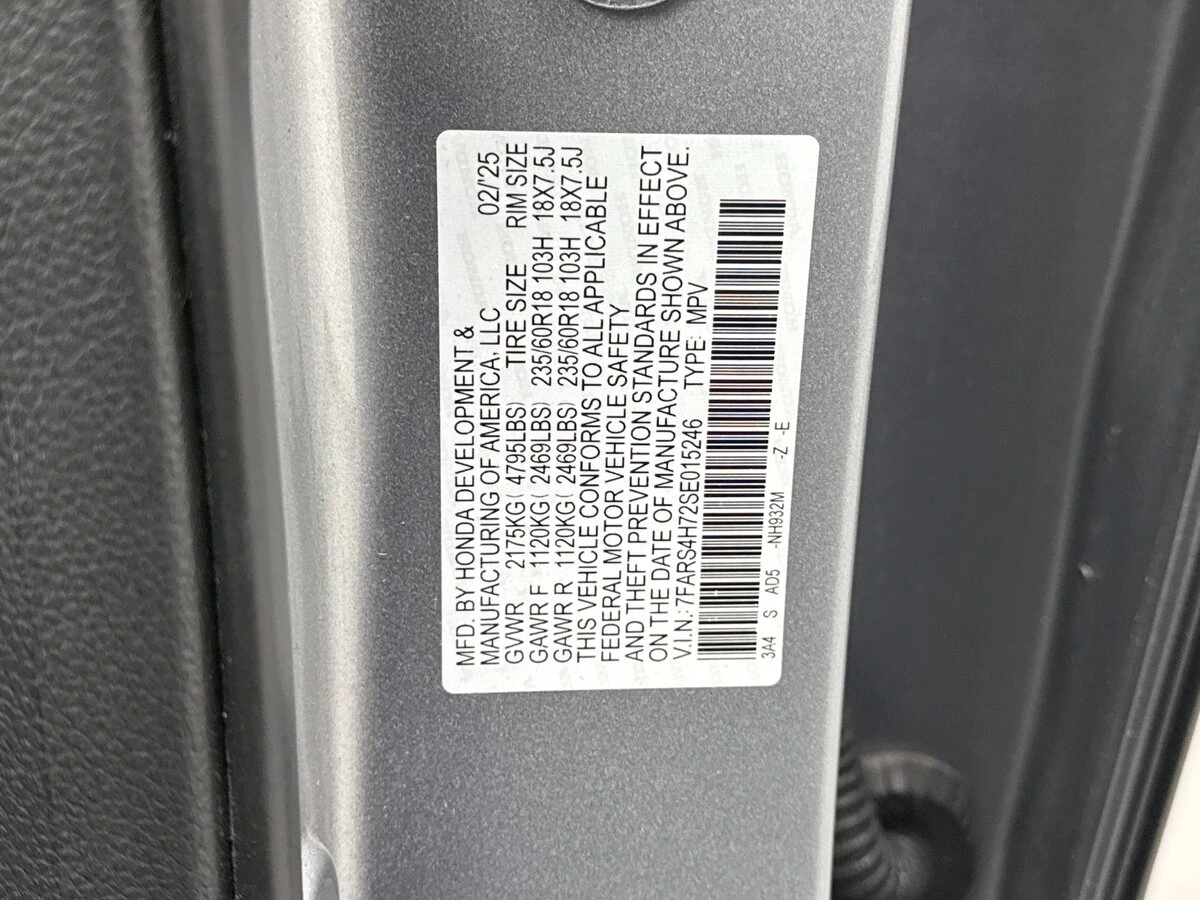 MFD. BY HONDA DEVELOPMENT &
MANUFACTURING OF AMERICA, LLC 02/'25
GVWR 2175KG( 4795LBS) TIRE SIZE RIM SIZE
GAWR F 1120KG( 2469LBS) 235/60R18 103H 18X7.5J
GAWR R 1120KG( 2469LBS) 235/60R18 103H 18X7.5J
THIS VEHICLE CONFORMS TO ALL APPLICABLE
FEDERAL MOTOR VEHICLE SAFETY
AND THEFT PREVENTION STANDARDS IN EFFECT
ON THE DATE OF MANUFACTURE SHOWN ABOVE.
V.I.N.: 7FARS4H72SE015246 TYPE: MPV
3A4 S AD5 -NH932M -Z -E